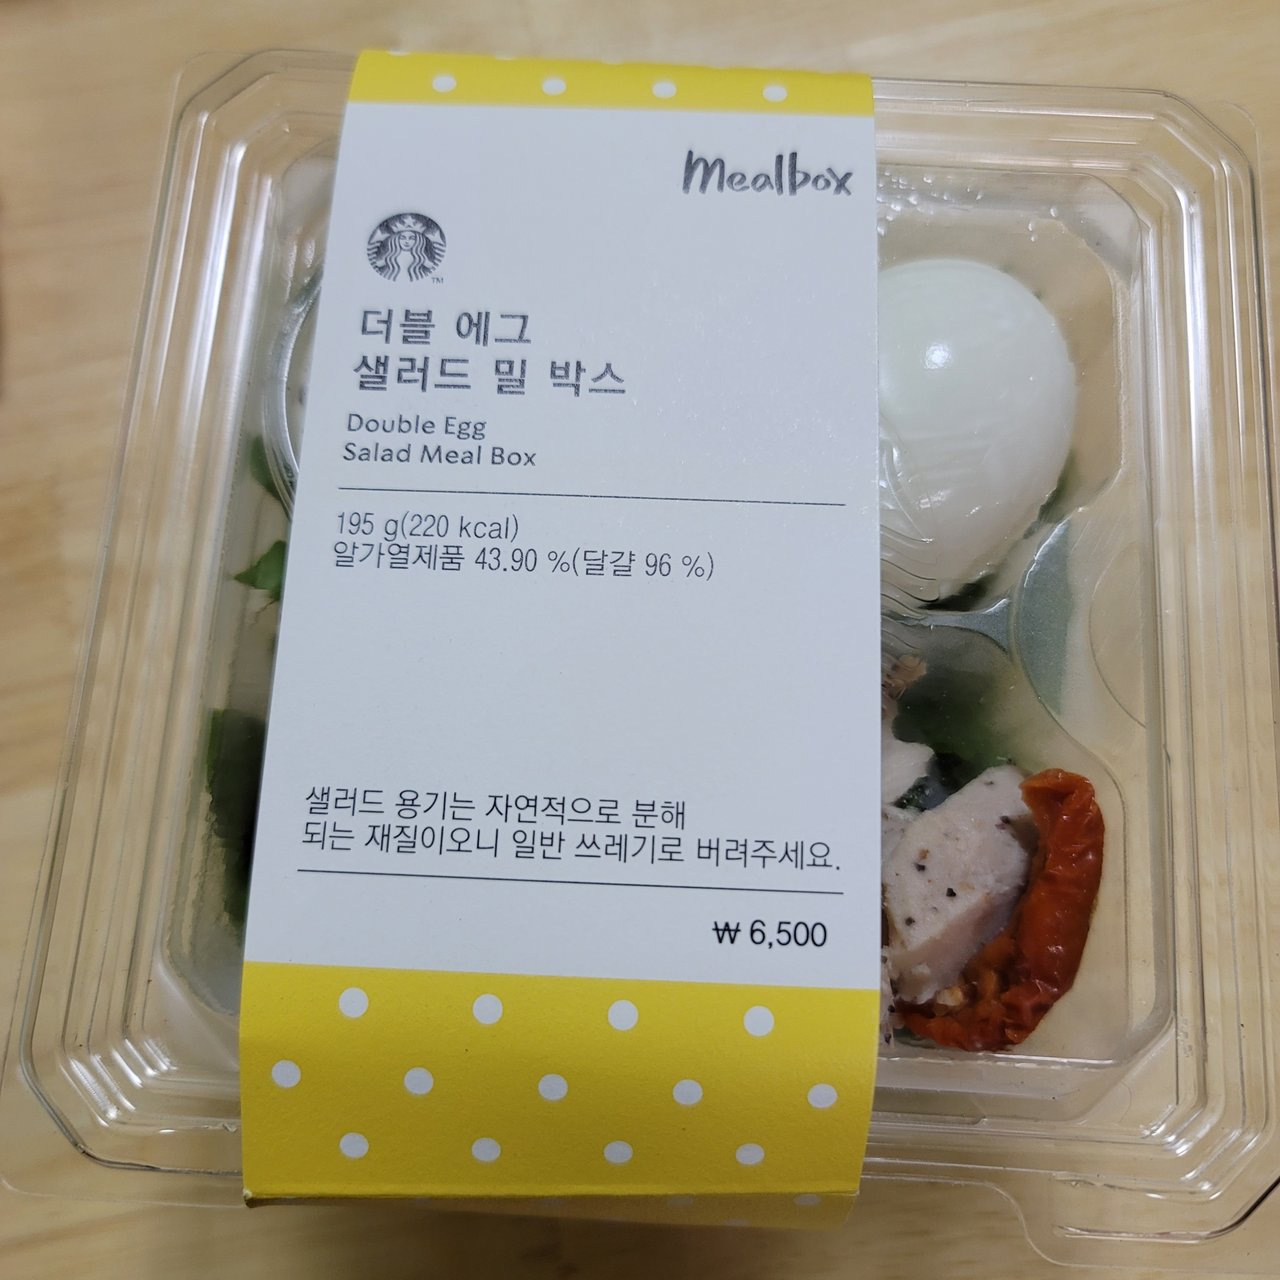 Mealbox
TM
더블 에그
샐러드 밀 박스
Double Egg
Salad Meal Box
195 g(220 kcal)
알가열제품 43.90 %(달걀 96 %)
샐러드 용기는 자연적으로 분해
되는 재질이오니 일반 쓰레기로 버려주세요.
₩ 6,500